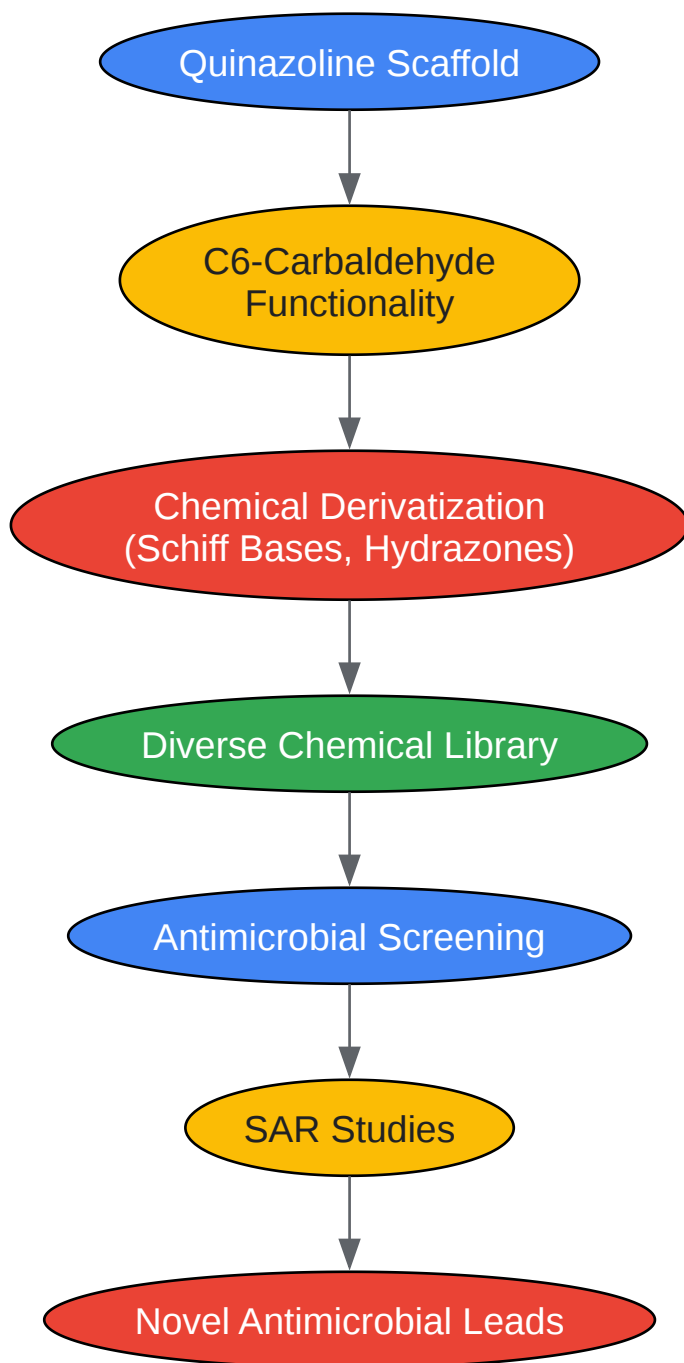 Quinazoline Scaffold
C6-Carbaldehyde
Functionality
Chemical Derivatization
(Schiff Bases, Hydrazones)
Diverse Chemical Library
Antimicrobial Screening
SAR Studies
Novel Antimicrobial Leads